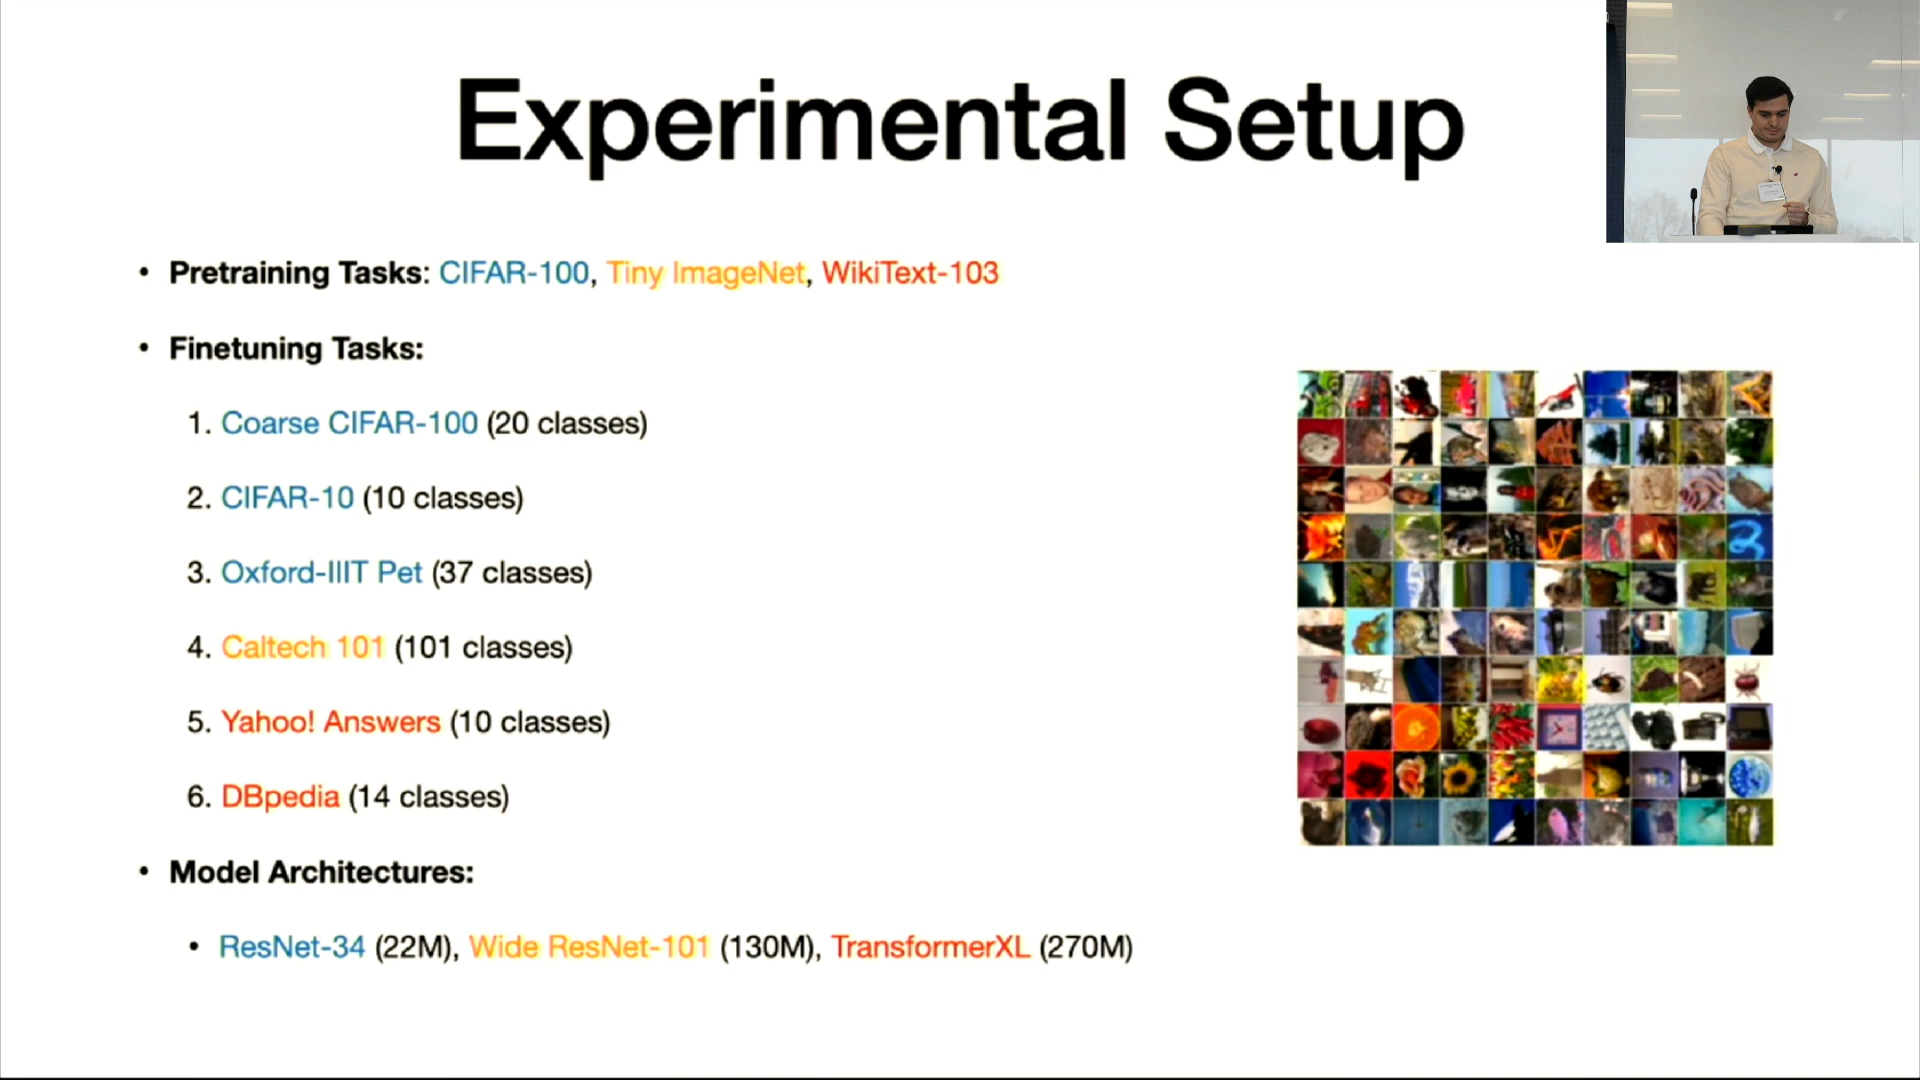 Experimental Setup
• Pretraining Tasks: CIFAR-100, Tiny ImageNet, WikiText-103
• Finetuning Tasks:
1. Coarse CIFAR-100 (20 classes)
2. CIFAR-10 (10 classes)
3. Oxford-IIIT Pet (37 classes)
4. Caltech 101 (101 classes)
5. Yahoo! Answers (10 classes)
6. DBpedia (14 classes)
• Model Architectures:
• ResNet-34 (22M), Wide ResNet-101 (130M), TransformerXL (270M)